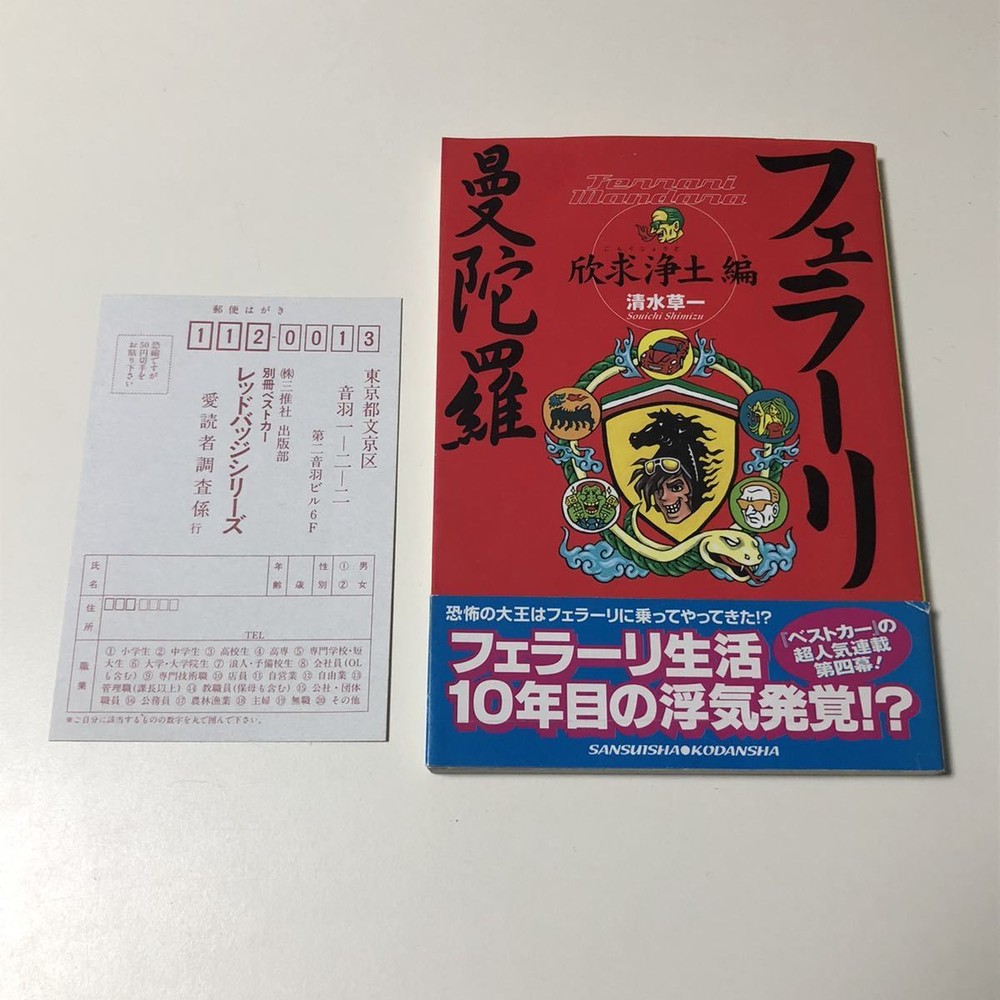 郵便はがき
112-0013
恐縮ですが
50円切手を
お貼り下さい
東京都文京区
音羽一―二―二
第二音羽ビル6F
㈱三推社 出版部
別冊ベストカー
レッドバッジシリーズ
愛読者調査係 行
氏名
年齢
歳
性別
① 男
② 女
住所
TEL
職業
① 小学生 ② 中学生 ③ 高校生 ④ 高専 ⑤ 専門学校・短
大生 ⑥ 大学・大学院生 ⑦ 浪人・予備校生 ⑧ 会社員(OL
も含む) ⑨ 専門技術職 ⑩ 店員 ⑪ 自営業 ⑫ 自由業 ⑬
管理職(課長以上) ⑭ 教職員(保母も含む) ⑮ 公社・団体
職員 ⑯ 公務員 ⑰ 農林漁業 ⑱ 主婦 ⑲ 無職 ⑳ その他
※ご自分に該当するものの数字を丸で囲んで下さい。
フェラーリ
曼陀羅
Ferrari
Mandara
ごんぐじょうど
欣求浄土 編
清水草一
Souichi Shimizu
恐怖の大王はフェラーリに乗ってやってきた!?
フェラーリ生活
10年目の浮気発覚!?
『ベストカー』の
超人気連載
第四幕!
SANSUISHA●KODANSHA